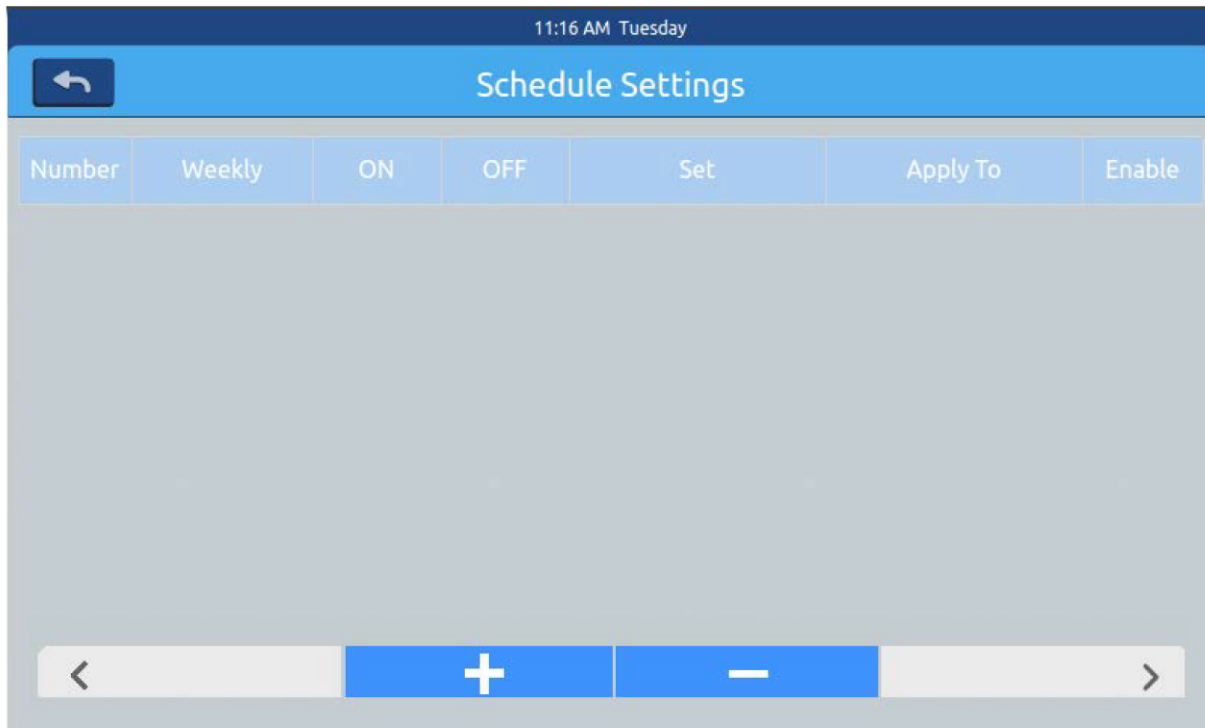 11:16 AM Tuesday
Schedule Settings
Number Weekly ON OFF Set Apply To Enable